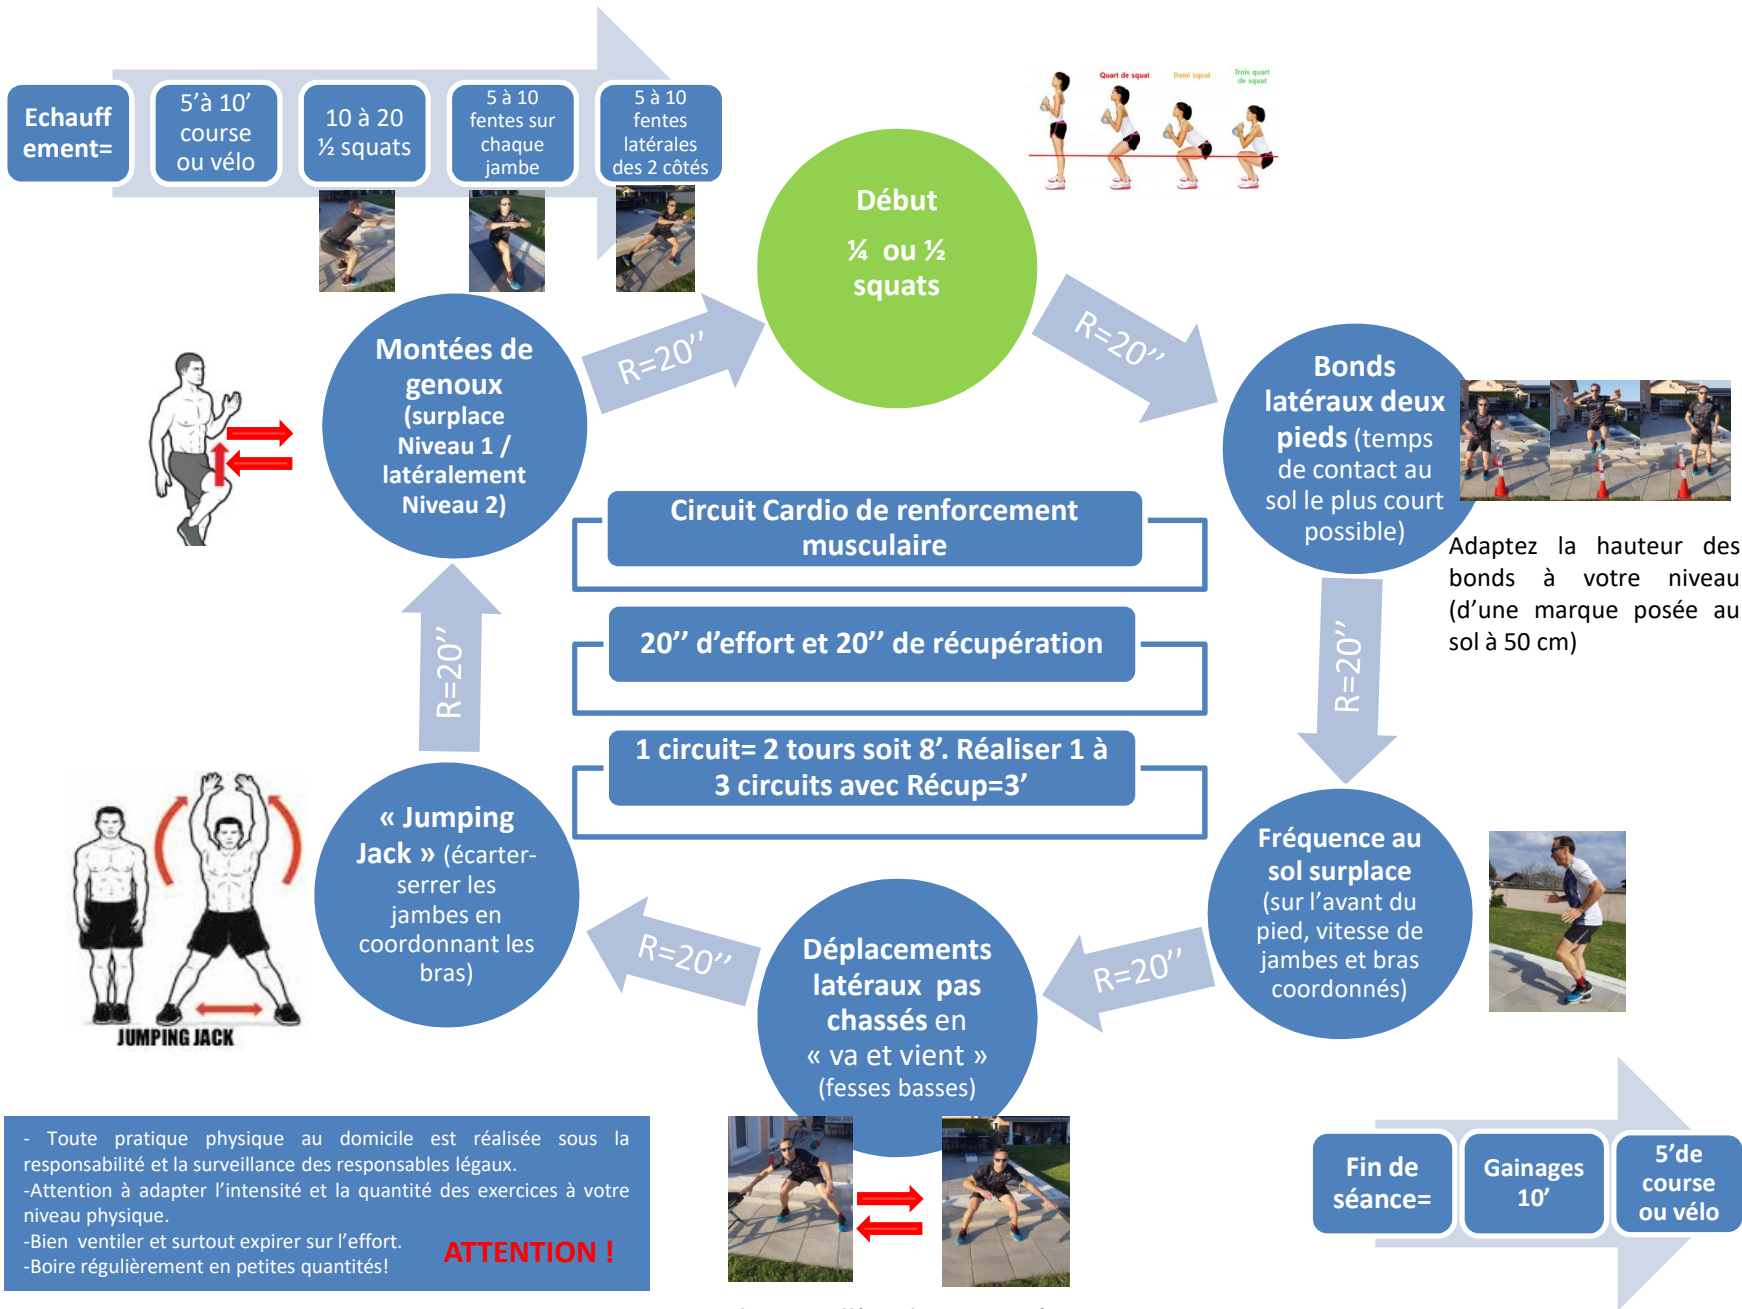 Echauff
ement=
5’à 10’
course
ou vélo
10 à 20
½ squats
5 à 10
fentes sur
chaque
jambe
5 à 10
fentes
latérales
des 2 côtés
Quart de squat
Demi squat
Trois quart
de squat
Début
¼ ou ½
squats
R=20’’
Bonds
latéraux deux
pieds (temps
de contact au
sol le plus court
possible)
Adaptez la hauteur des
bonds à votre niveau
(d’une marque posée au
sol à 50 cm)
R=20’’
Fréquence au
sol surplace
(sur l’avant du
pied, vitesse de
jambes et bras
coordonnés)
R=20’’
Déplacements
latéraux pas
chassés en
« va et vient »
(fesses basses)
R=20’’
« Jumping
Jack » (écarter-
serrer les
jambes en
coordonnant les
bras)
JUMPING JACK
R=20’’
Montées de
genoux
(surplace
Niveau 1 /
latéralement
Niveau 2)
R=20’’
Circuit Cardio de renforcement
musculaire
20’’ d’effort et 20’’ de récupération
1 circuit= 2 tours soit 8’. Réaliser 1 à
3 circuits avec Récup=3’
- Toute pratique physique au domicile est réalisée sous la
responsabilité et la surveillance des responsables légaux.
-Attention à adapter l’intensité et la quantité des exercices à votre
niveau physique.
-Bien ventiler et surtout expirer sur l’effort.
-Boire régulièrement en petites quantités!
ATTENTION !
Fin de
séance=
Gainages
10’
5’de
course
ou vélo